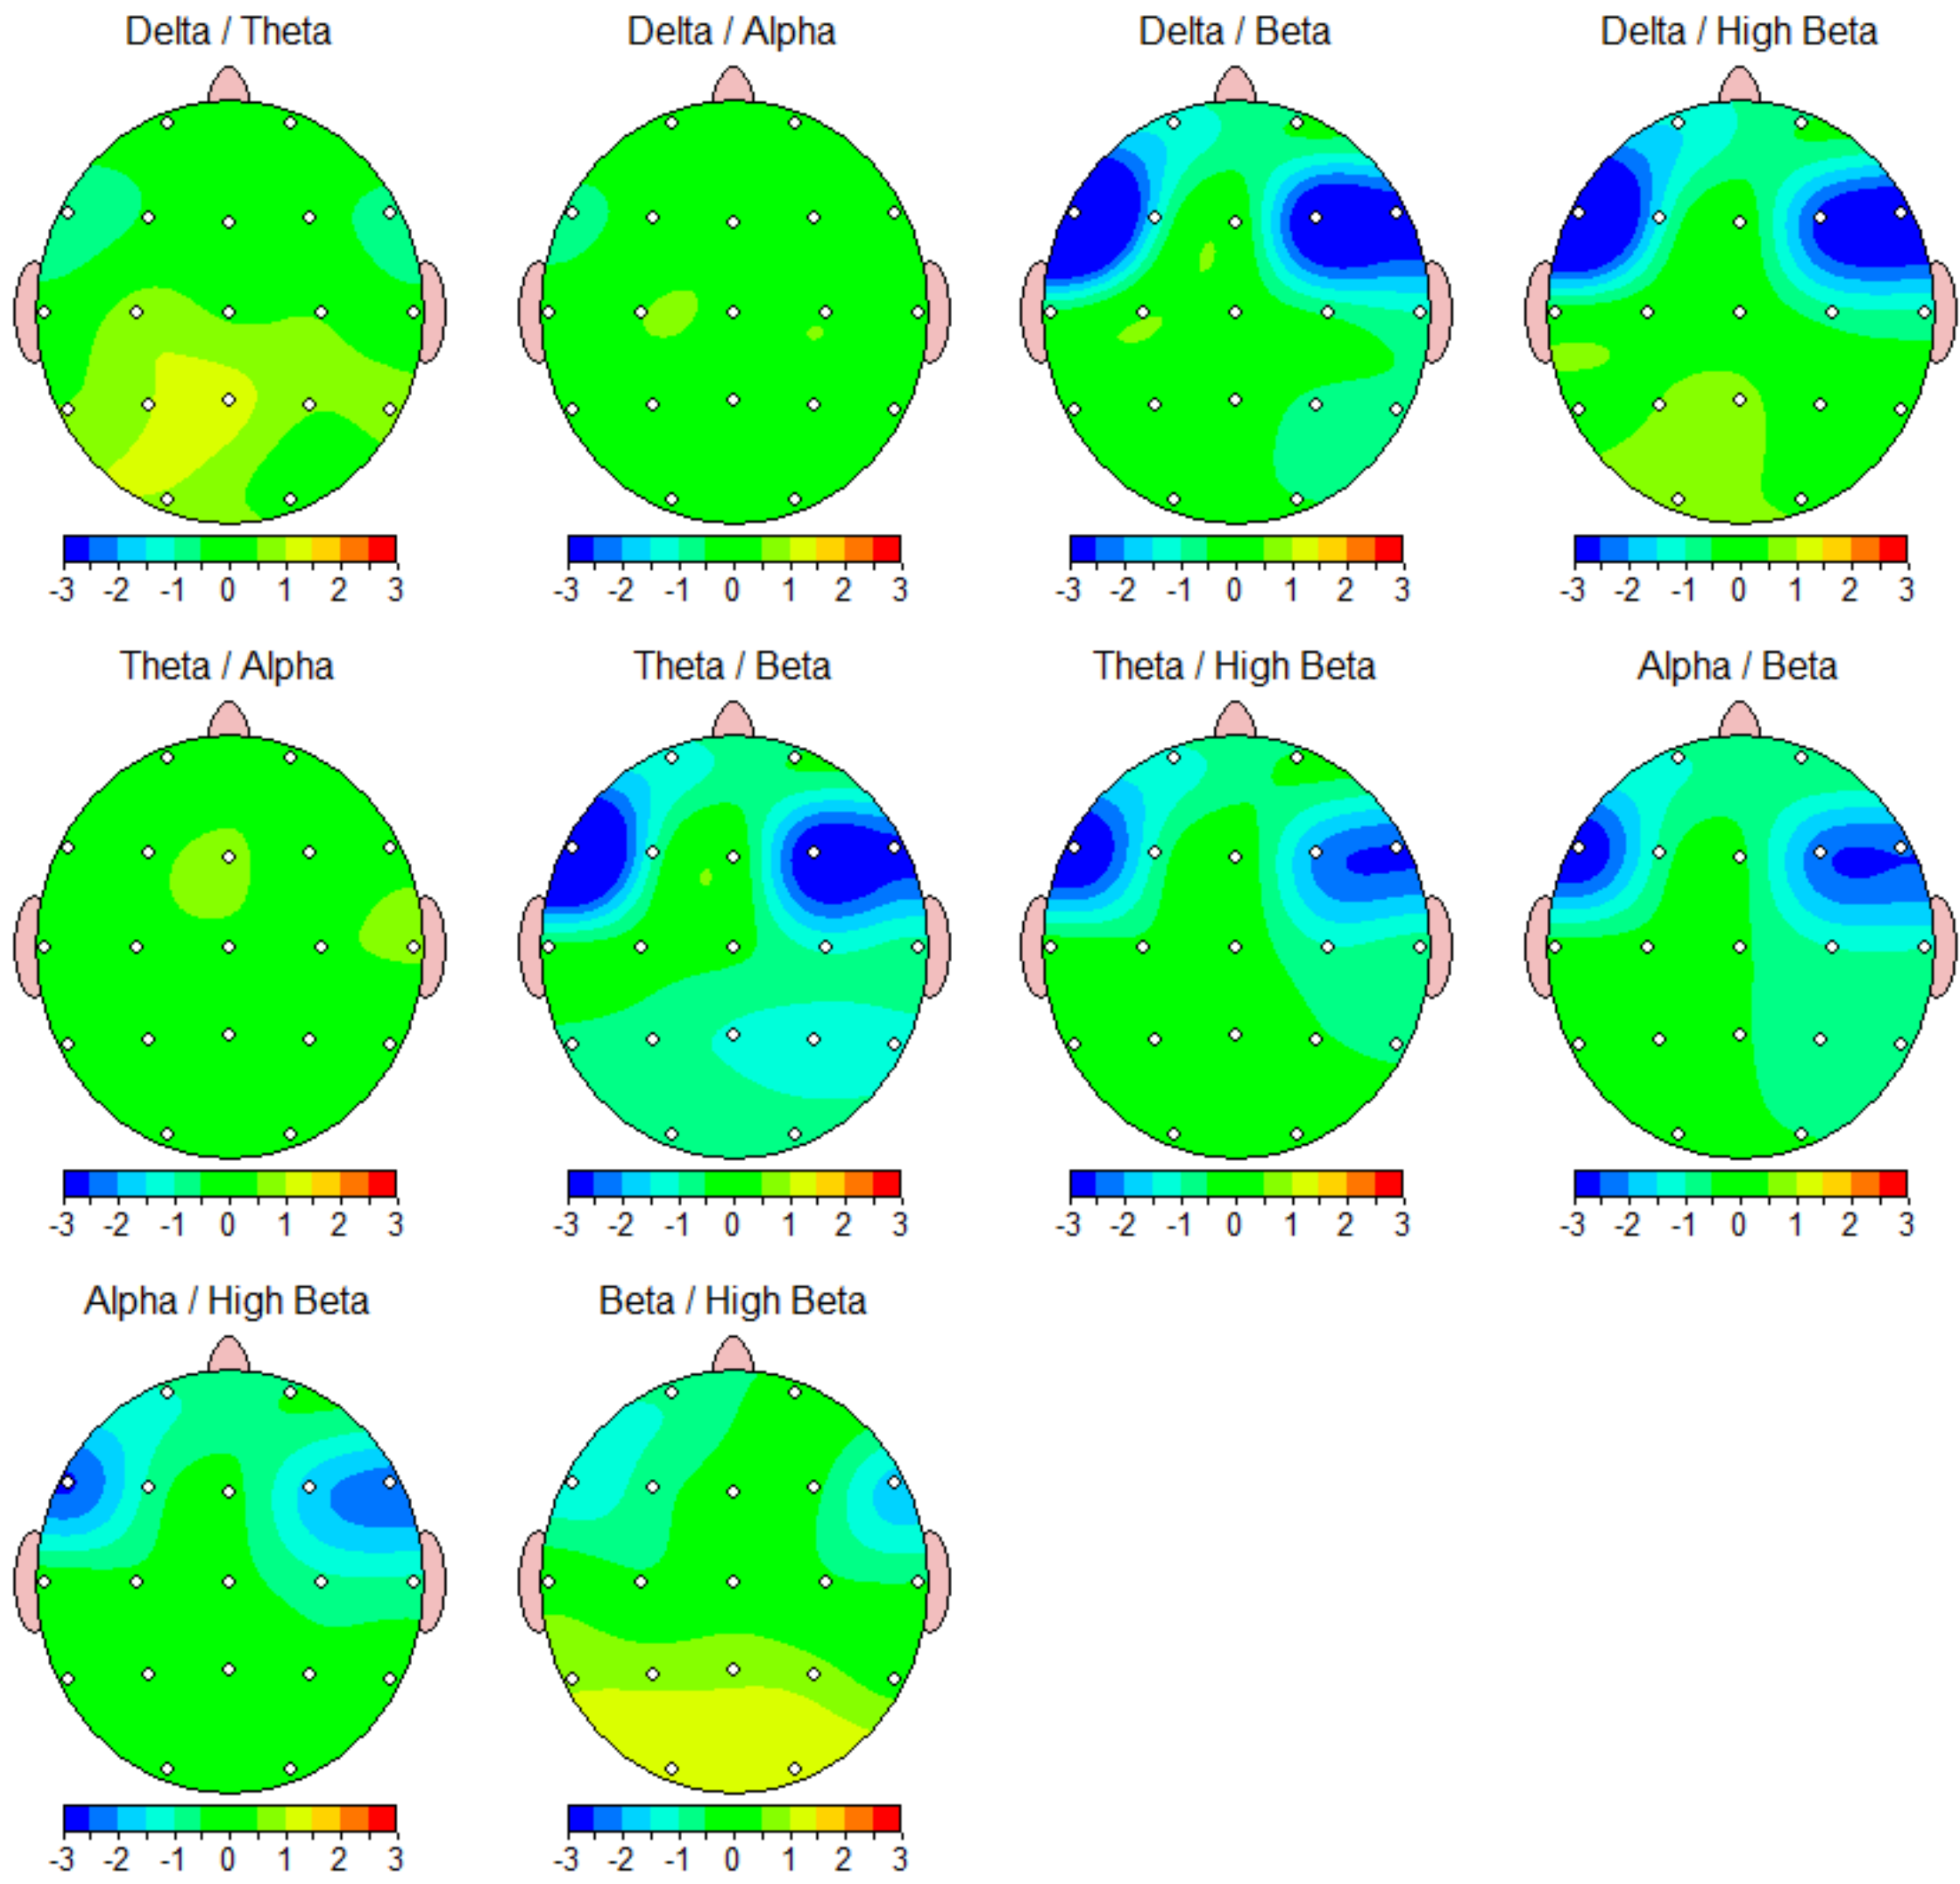 Delta / Theta Delta / Alpha Delta / Beta Delta / High Beta
-3 -2 -1 0 1 2 3 -3 -2 -1 0 1 2 3 -3 -2 -1 0 1 2 3 -3 -2 -1 0 1 2 3
Theta / Alpha Theta / Beta Theta / High Beta Alpha / Beta
-3 -2 -1 0 1 2 3 -3 -2 -1 0 1 2 3 -3 -2 -1 0 1 2 3 -3 -2 -1 0 1 2 3
Alpha / High Beta Beta / High Beta
-3 -2 -1 0 1 2 3 -3 -2 -1 0 1 2 3